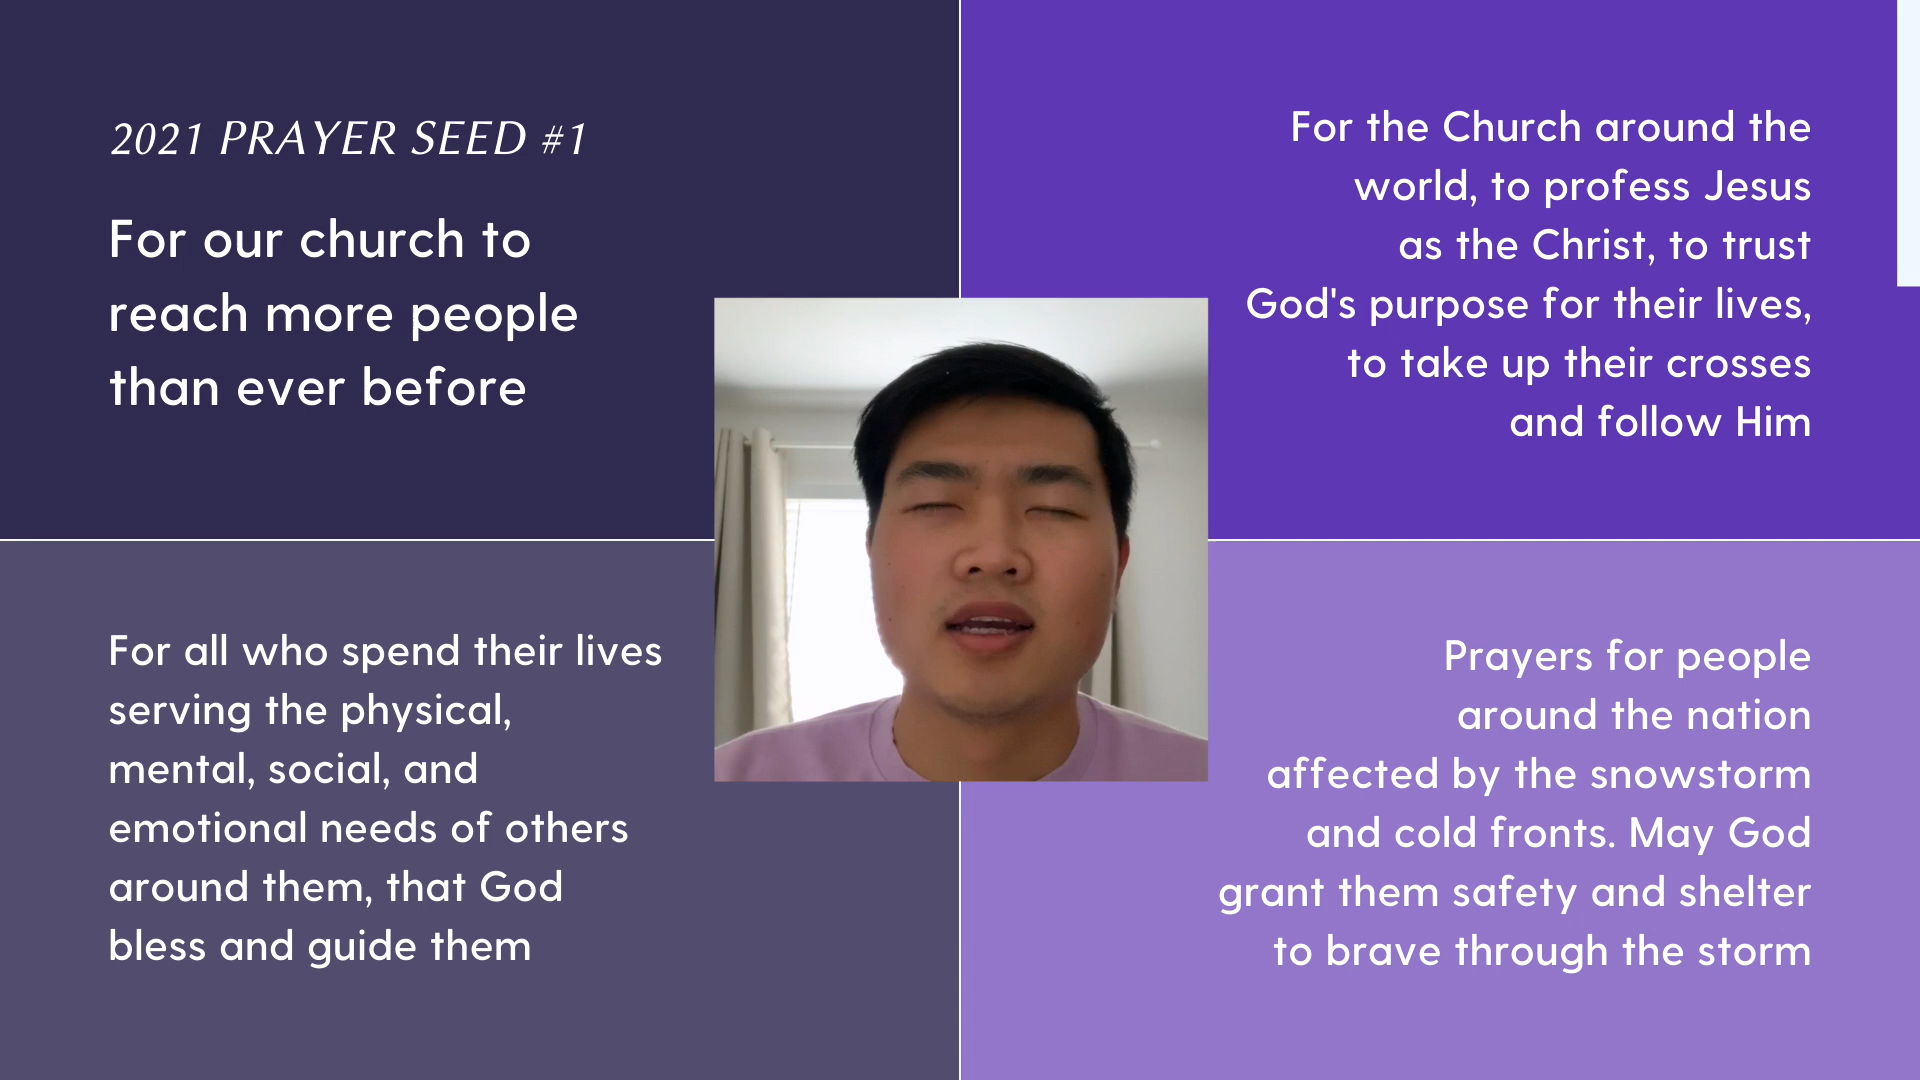 2021 PRAYER SEED #1
For our church to
reach more people
than ever before
For the Church around the
world, to profess Jesus
as the Christ, to trust
God's purpose for their lives,
to take up their crosses
and follow Him
For all who spend their lives
serving the physical,
mental, social, and
emotional needs of others
around them, that God
bless and guide them
Prayers for people
around the nation
affected by the snowstorm
and cold fronts. May God
grant them safety and shelter
to brave through the storm